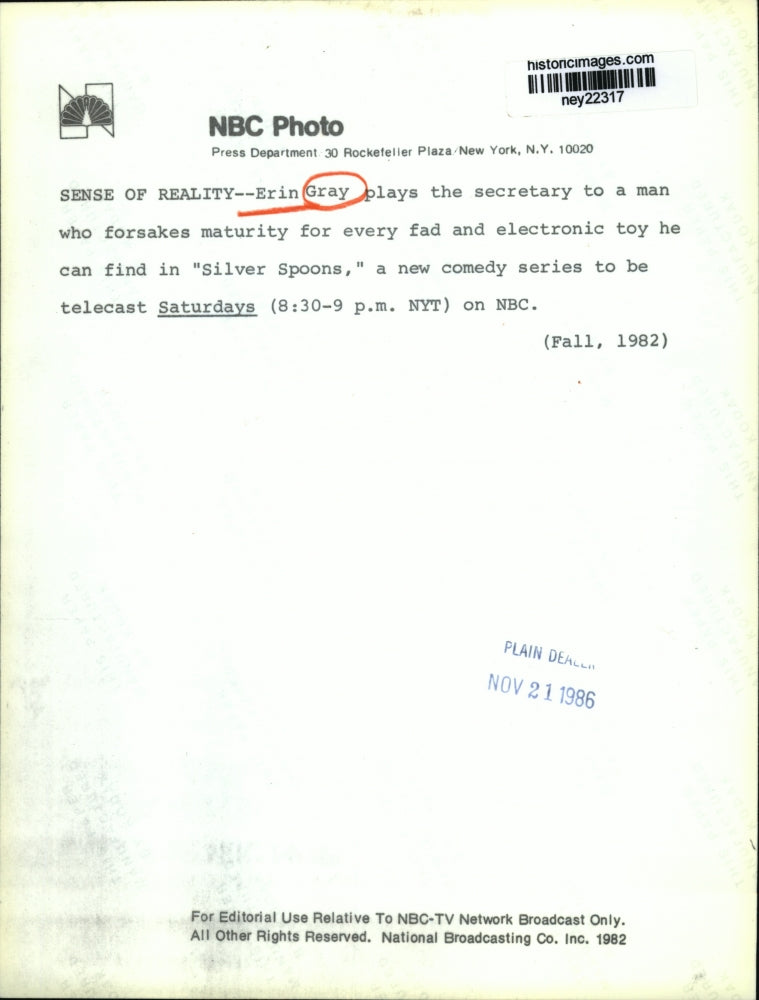 historicimages.com
ney22317
NBC Photo
Press Department 30 Rockefeller Plaza/New York, N.Y. 10020
SENSE OF REALITY--Erin Gray plays the secretary to a man
who forsakes maturity for every fad and electronic toy he
can find in "Silver Spoons," a new comedy series to be
telecast Saturdays (8:30-9 p.m. NYT) on NBC.
(Fall, 1982)
PLAIN DEALER
NOV 21 1986
For Editorial Use Relative To NBC-TV Network Broadcast Only.
All Other Rights Reserved. National Broadcasting Co. Inc. 1982